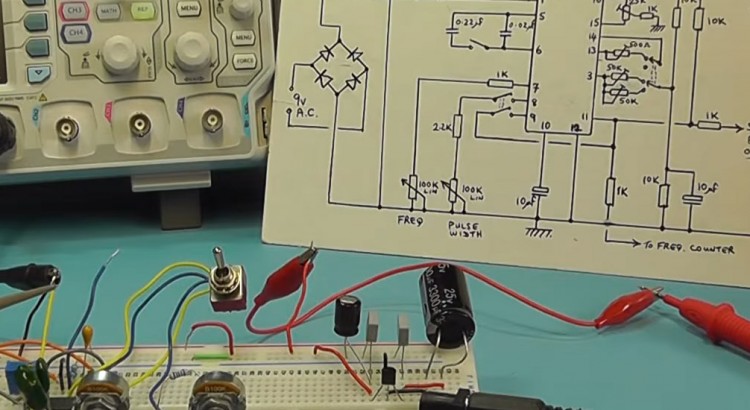 CH3
MATH
REF
MENU
CH4
MENU
FORCE
0.22µF
0.02
5
6
15
1K
10K
10K
14
13
500Ω
3
50K
50K
9V
A.C.
1K
7
8
9
2.2K
10
12
11
1K
100K
LIN
100K
LIN
10µF
1K
10K
10µF
FREQ
PULSE
WIDTH
TO FREQ. COUNTER
25V
B100K